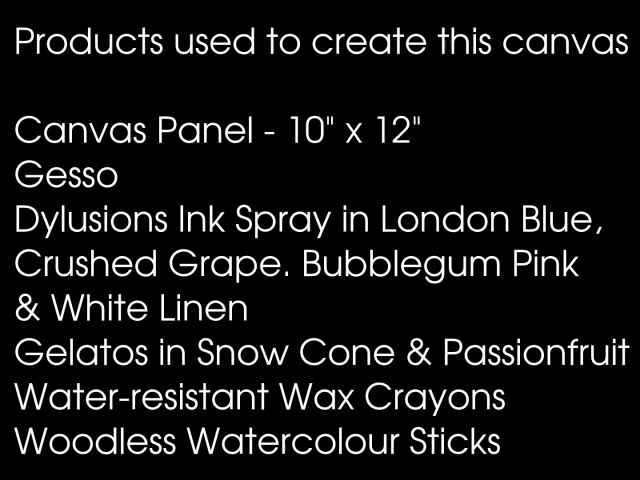 Products used to create this canvas
Canvas Panel - 10" x 12"
Gesso
Dylusions Ink Spray in London Blue,
Crushed Grape. Bubblegum Pink
& White Linen
Gelatos in Snow Cone & Passionfruit
Water-resistant Wax Crayons
Woodless Watercolour Sticks